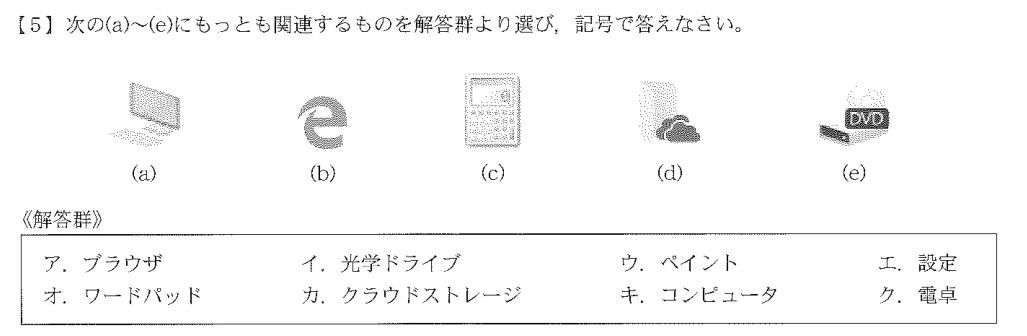 【5】次の(a)~(e)にもっとも関連するものを解答群より選び，記号で答えなさい。
DVD
(a) (b) (c) (d) (e)
《解答群》
ア．ブラウザ イ．光学ドライブ ウ．ペイント エ．設定
オ．ワードパッド カ．クラウドストレージ キ．コンピュータ ク．電卓